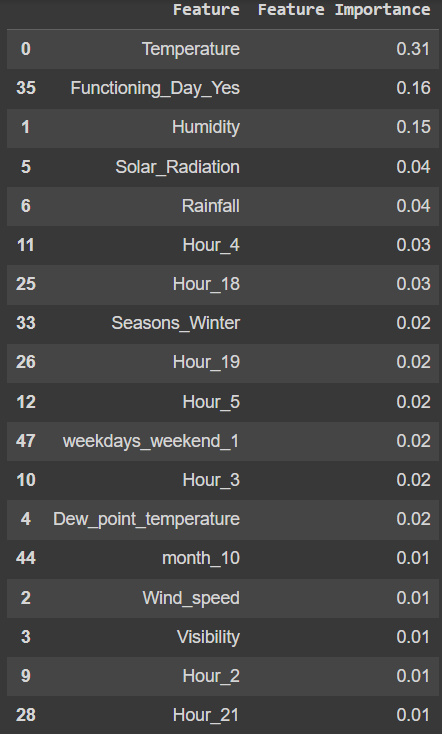 Feature Feature Importance
0 Temperature 0.31
35 Functioning_Day_Yes 0.16
1 Humidity 0.15
5 Solar_Radiation 0.04
6 Rainfall 0.04
11 Hour_4 0.03
25 Hour_18 0.03
33 Seasons_Winter 0.02
26 Hour_19 0.02
12 Hour_5 0.02
47 weekdays_weekend_1 0.02
10 Hour_3 0.02
4 Dew_point_temperature 0.02
44 month_10 0.01
2 Wind_speed 0.01
3 Visibility 0.01
9 Hour_2 0.01
28 Hour_21 0.01